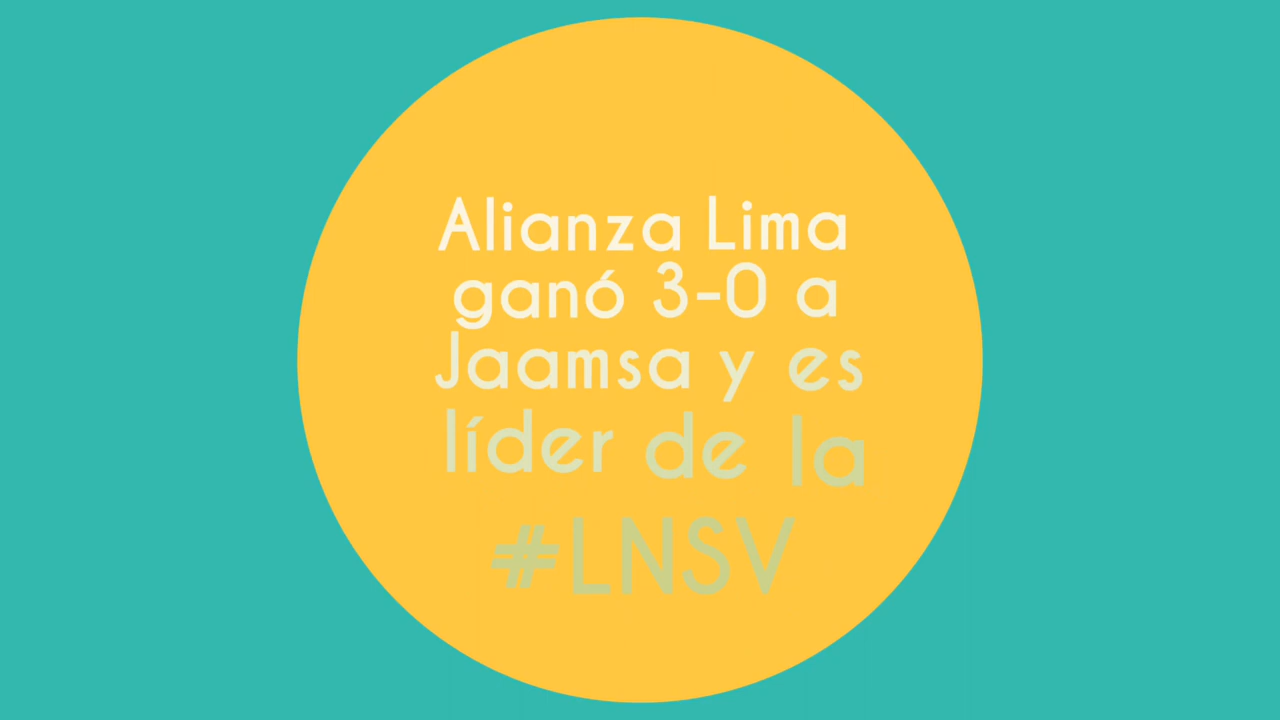 Alianza Lima
ganó 3-0 a
Jaamsa y es
líder de la
#LNSV